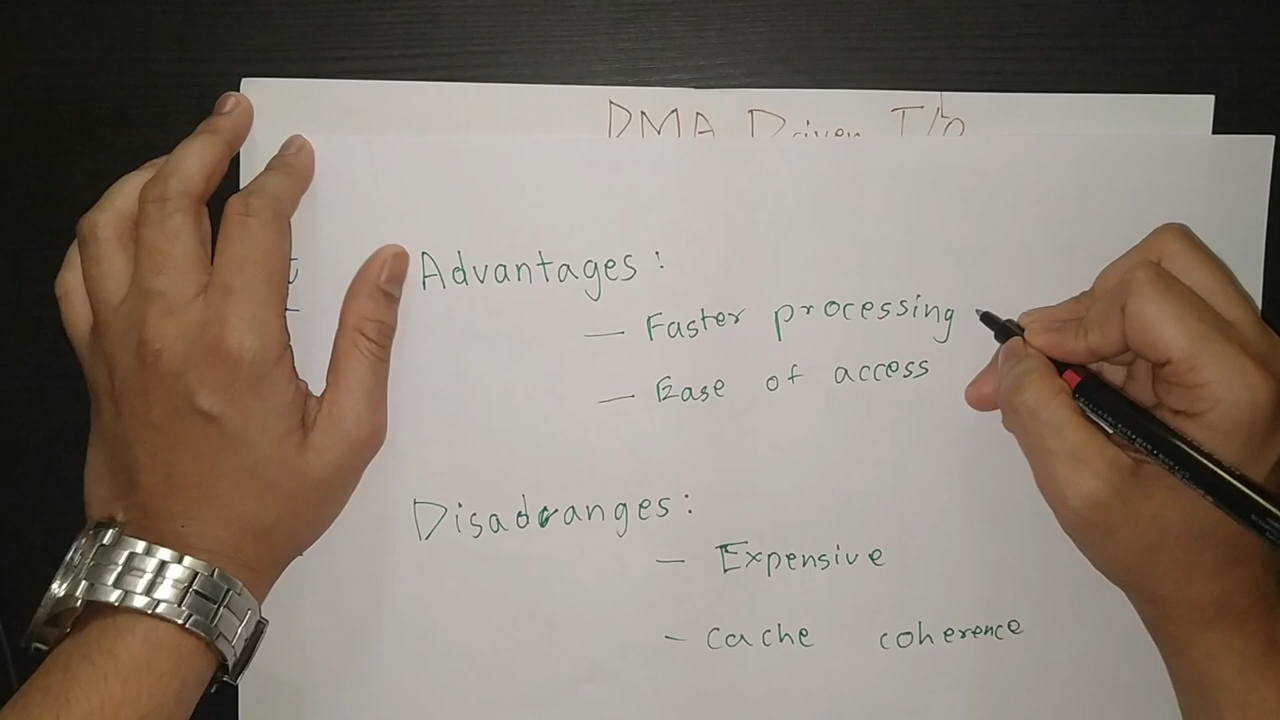 DMA Driven I/O
Advantages:
— Faster processing
— Ease of access
Disadvanges:
— Expensive
— Cache coherence